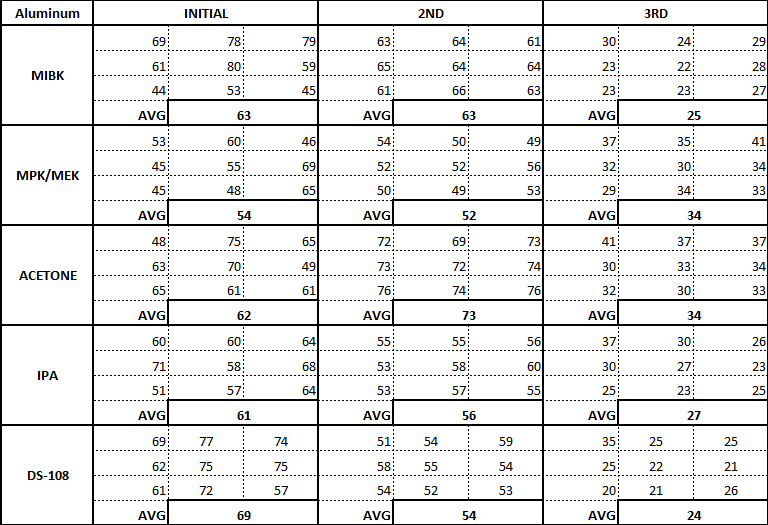 Aluminum INITIAL 2ND 3RD
69 78 79 63 64 61 30 24 29
61 80 59 65 64 64 23 22 28
MIBK
44 53 45 61 66 63 23 23 27
AVG 63 AVG 63 AVG 25
53 60 46 54 50 49 37 35 41
45 55 69 52 52 56 32 30 34
MPK/MEK
45 48 65 50 49 53 29 34 33
AVG 54 AVG 52 AVG 34
48 75 65 72 69 73 41 37 37
63 70 49 73 72 74 30 33 34
ACETONE
65 61 61 76 74 76 32 30 33
AVG 62 AVG 73 AVG 34
60 60 64 55 55 56 37 30 26
71 58 68 53 58 60 30 27 23
IPA
51 57 64 53 57 55 25 23 25
AVG 61 AVG 56 AVG 27
69 77 74 51 54 59 35 25 25
62 75 75 58 55 54 25 22 21
DS-108
61 72 57 54 52 53 20 21 26
AVG 69 AVG 54 AVG 24